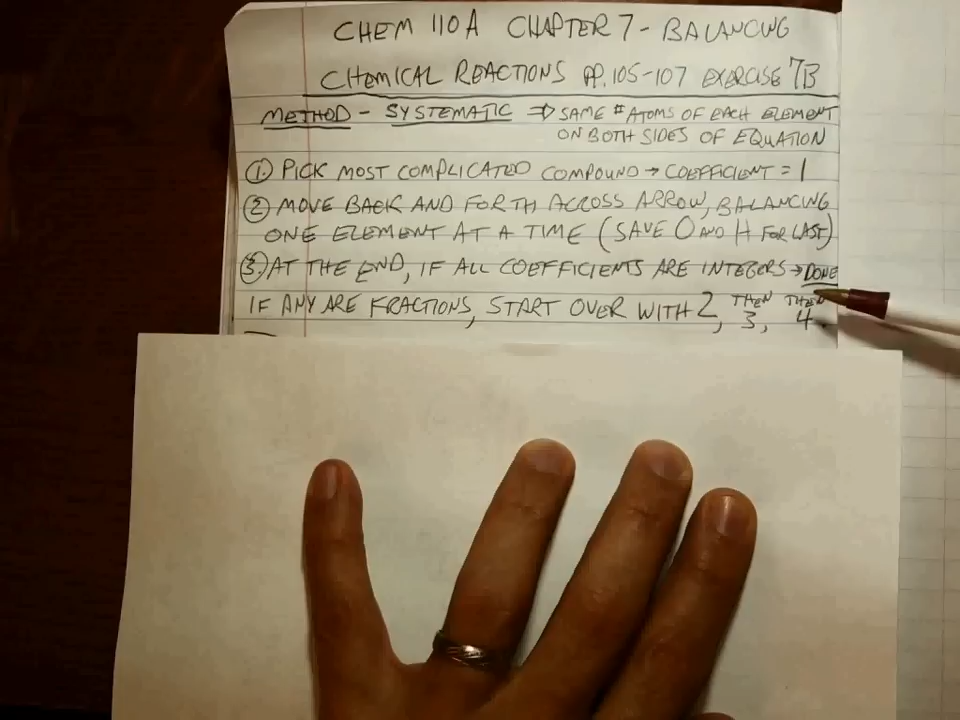 CHEM 110A CHAPTER 7 - BALANCING
CHEMICAL REACTIONS PP. 105-107 EXERCISE 7B
METHOD - SYSTEMATIC ⇒ SAME # ATOMS OF EACH ELEMENT
ON BOTH SIDES OF EQUATION
① PICK MOST COMPLICATED COMPOUND → COEFFICIENT = 1
② MOVE BACK AND FORTH ACROSS ARROW, BALANCING
ONE ELEMENT AT A TIME (SAVE O AND H FOR LAST)
③ AT THE END, IF ALL COEFFICIENTS ARE INTEGERS → DONE
IF ANY ARE FRACTIONS, START OVER WITH 2, THEN 3, THEN 4.